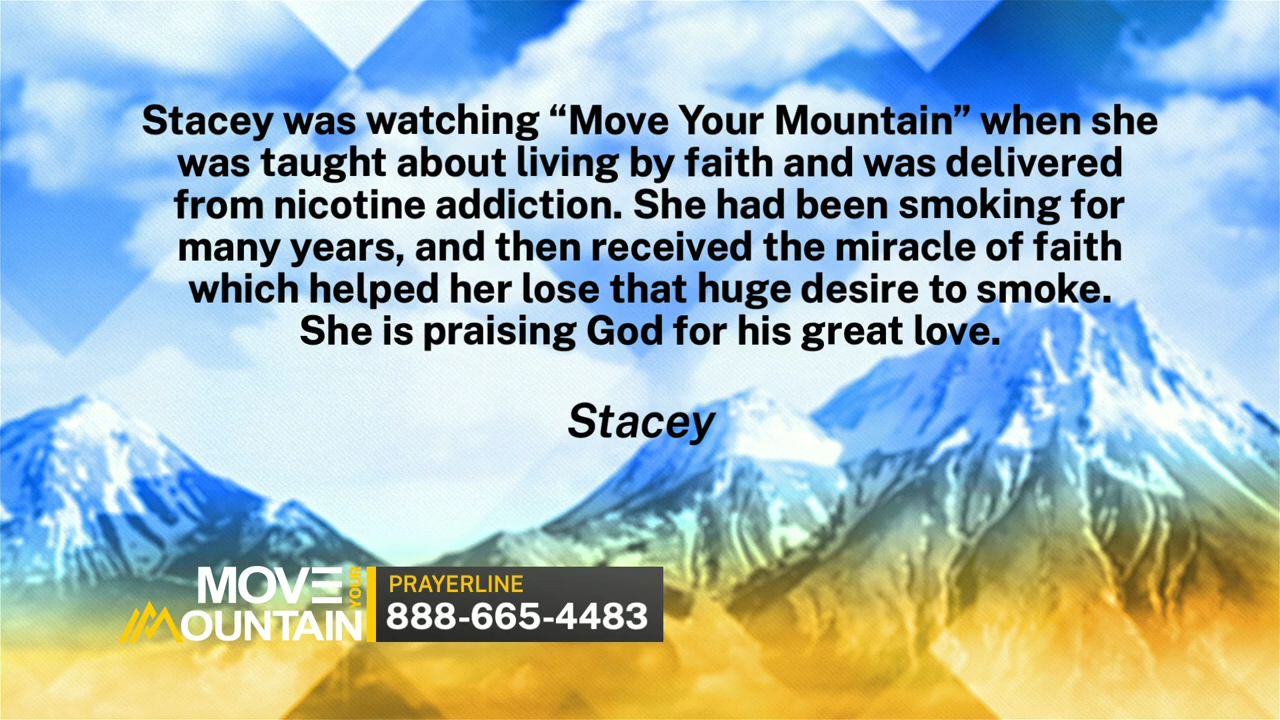 Stacey was watching “Move Your Mountain” when she
was taught about living by faith and was delivered
from nicotine addiction. She had been smoking for
many years, and then received the miracle of faith
which helped her lose that huge desire to smoke.
She is praising God for his great love.
Stacey
MOVE YOUR
MOUNTAIN
PRAYERLINE
888-665-4483